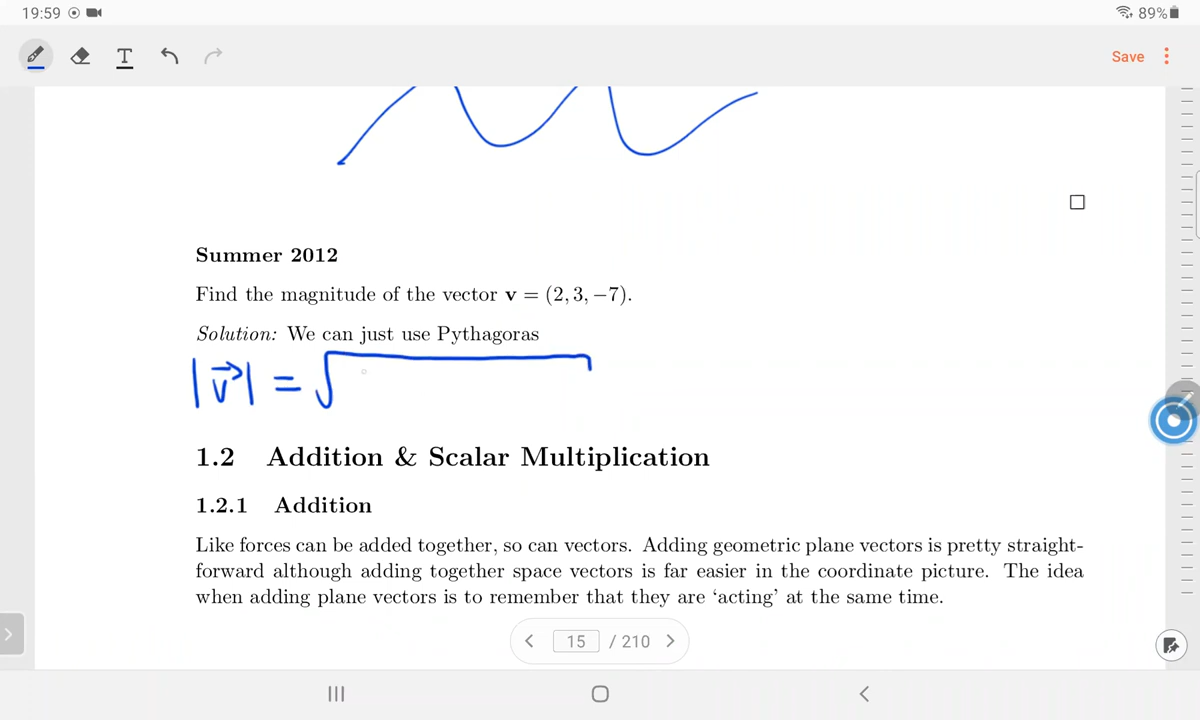 19:59 89%
T Save
Summer 2012
Find the magnitude of the vector v = (2, 3, −7).
Solution: We can just use Pythagoras
|v⃗| = √
1.2 Addition & Scalar Multiplication
1.2.1 Addition
Like forces can be added together, so can vectors. Adding geometric plane vectors is pretty straight-
forward although adding together space vectors is far easier in the coordinate picture. The idea
when adding plane vectors is to remember that they are ‘acting’ at the same time.
15 / 210